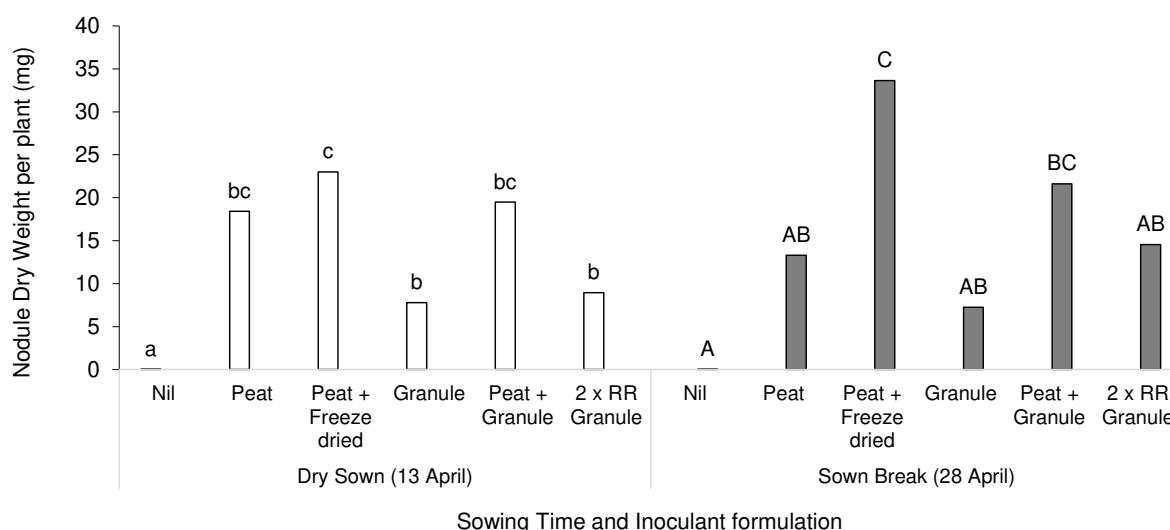 Nodule Dry Weight per plant (mg)
40
35
30
25
20
15
10
5
0
a
bc
c
b
bc
b
A
AB
C
AB
BC
AB
Nil
Peat
Peat +
Freeze
dried
Granule
Peat +
Granule
2 x RR
Granule
Nil
Peat
Peat +
Freeze
dried
Granule
Peat +
Granule
2 x RR
Granule
Dry Sown (13 April)
Sown Break (28 April)
Sowing Time and Inoculant formulation